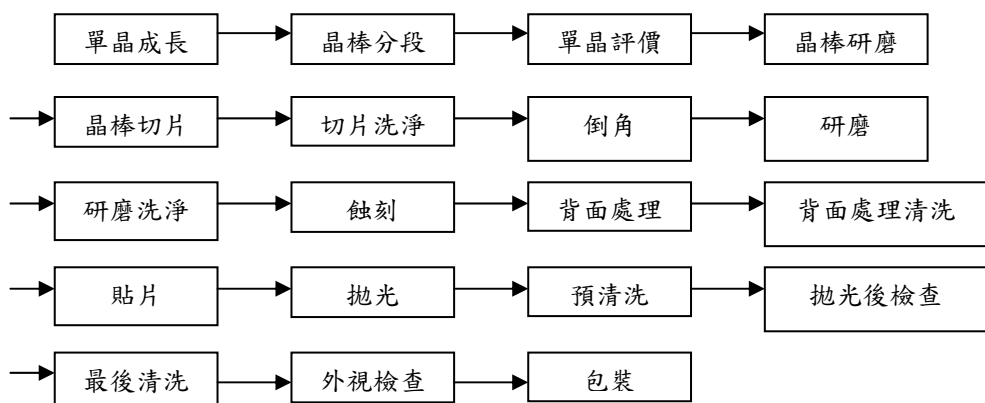 單晶成長 晶棒分段 單晶評價 晶棒研磨
晶棒切片 切片洗淨 倒角 研磨
研磨洗淨 蝕刻 背面處理 背面處理清洗
貼片 拋光 預清洗 拋光後檢查
最後清洗 外視檢查 包裝